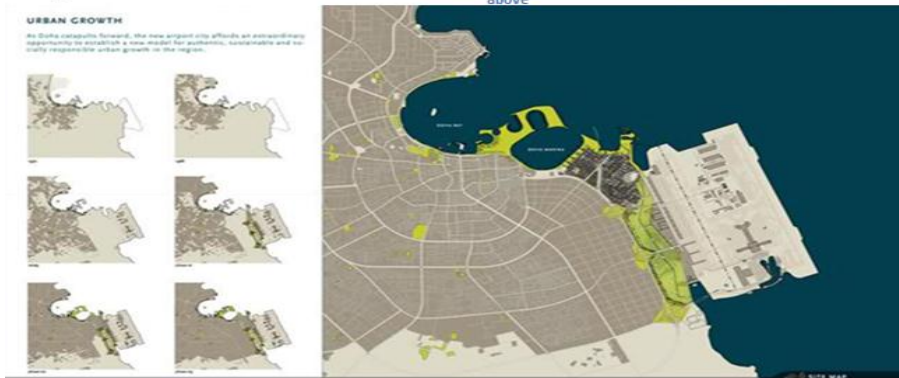 above
URBAN GROWTH
As Doha catapults forward, the new airport city affords an extraordinary
opportunity to establish a new model for authentic, sustainable and so-
cially responsible urban growth in the region.
DOHA BAY
DOHA MARINA
SITE MAP